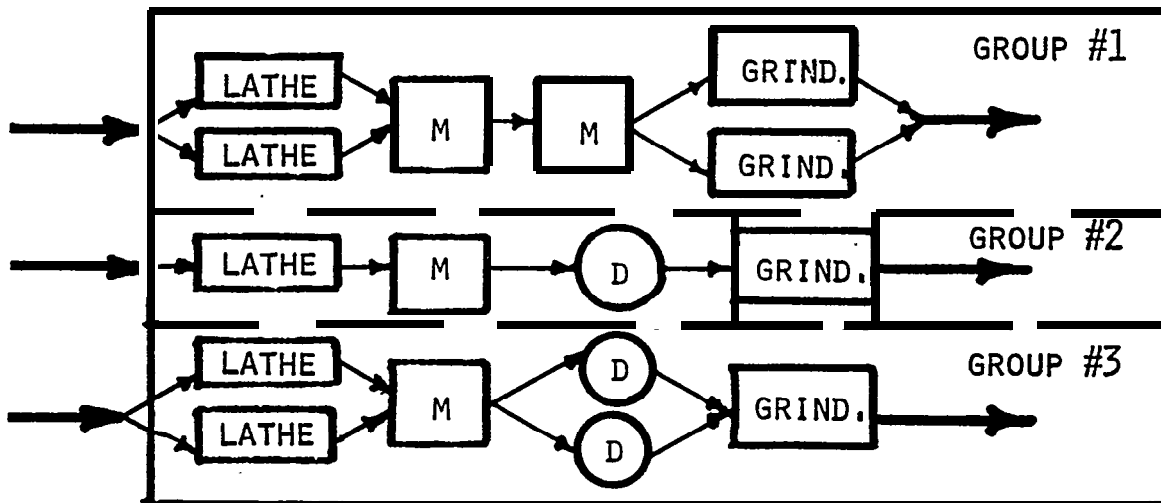 GROUP #1
LATHE
LATHE
M
M
GRIND.
GRIND.
GROUP #2
LATHE
M
D
GRIND.
GROUP #3
LATHE
LATHE
M
D
D
GRIND.